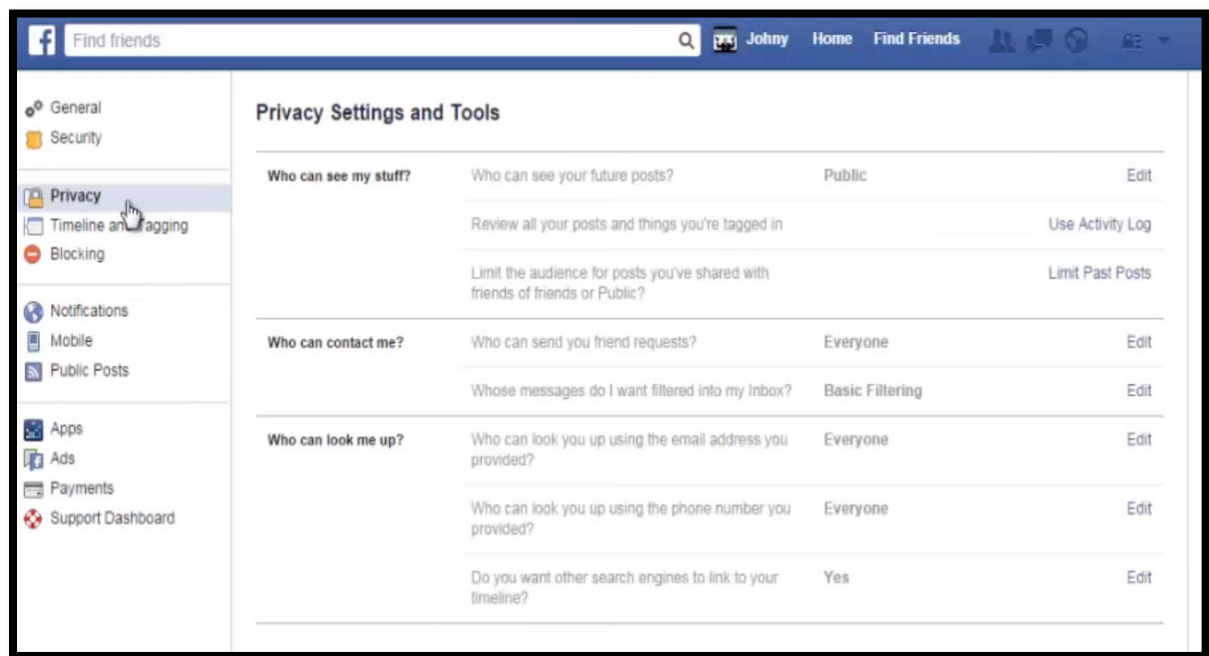 f Find friends Johny Home Find Friends
General
Security
Privacy
Timeline and Tagging
Blocking
Notifications
Mobile
Public Posts
Apps
Ads
Payments
Support Dashboard
Privacy Settings and Tools
Who can see my stuff? Who can see your future posts? Public Edit
Review all your posts and things you're tagged in Use Activity Log
Limit the audience for posts you've shared with Limit Past Posts
friends of friends or Public?
Who can contact me? Who can send you friend requests? Everyone Edit
Whose messages do I want filtered into my Inbox? Basic Filtering Edit
Who can look me up? Who can look you up using the email address you Everyone Edit
provided?
Who can look you up using the phone number you Everyone Edit
provided?
Do you want other search engines to link to your Yes Edit
timeline?